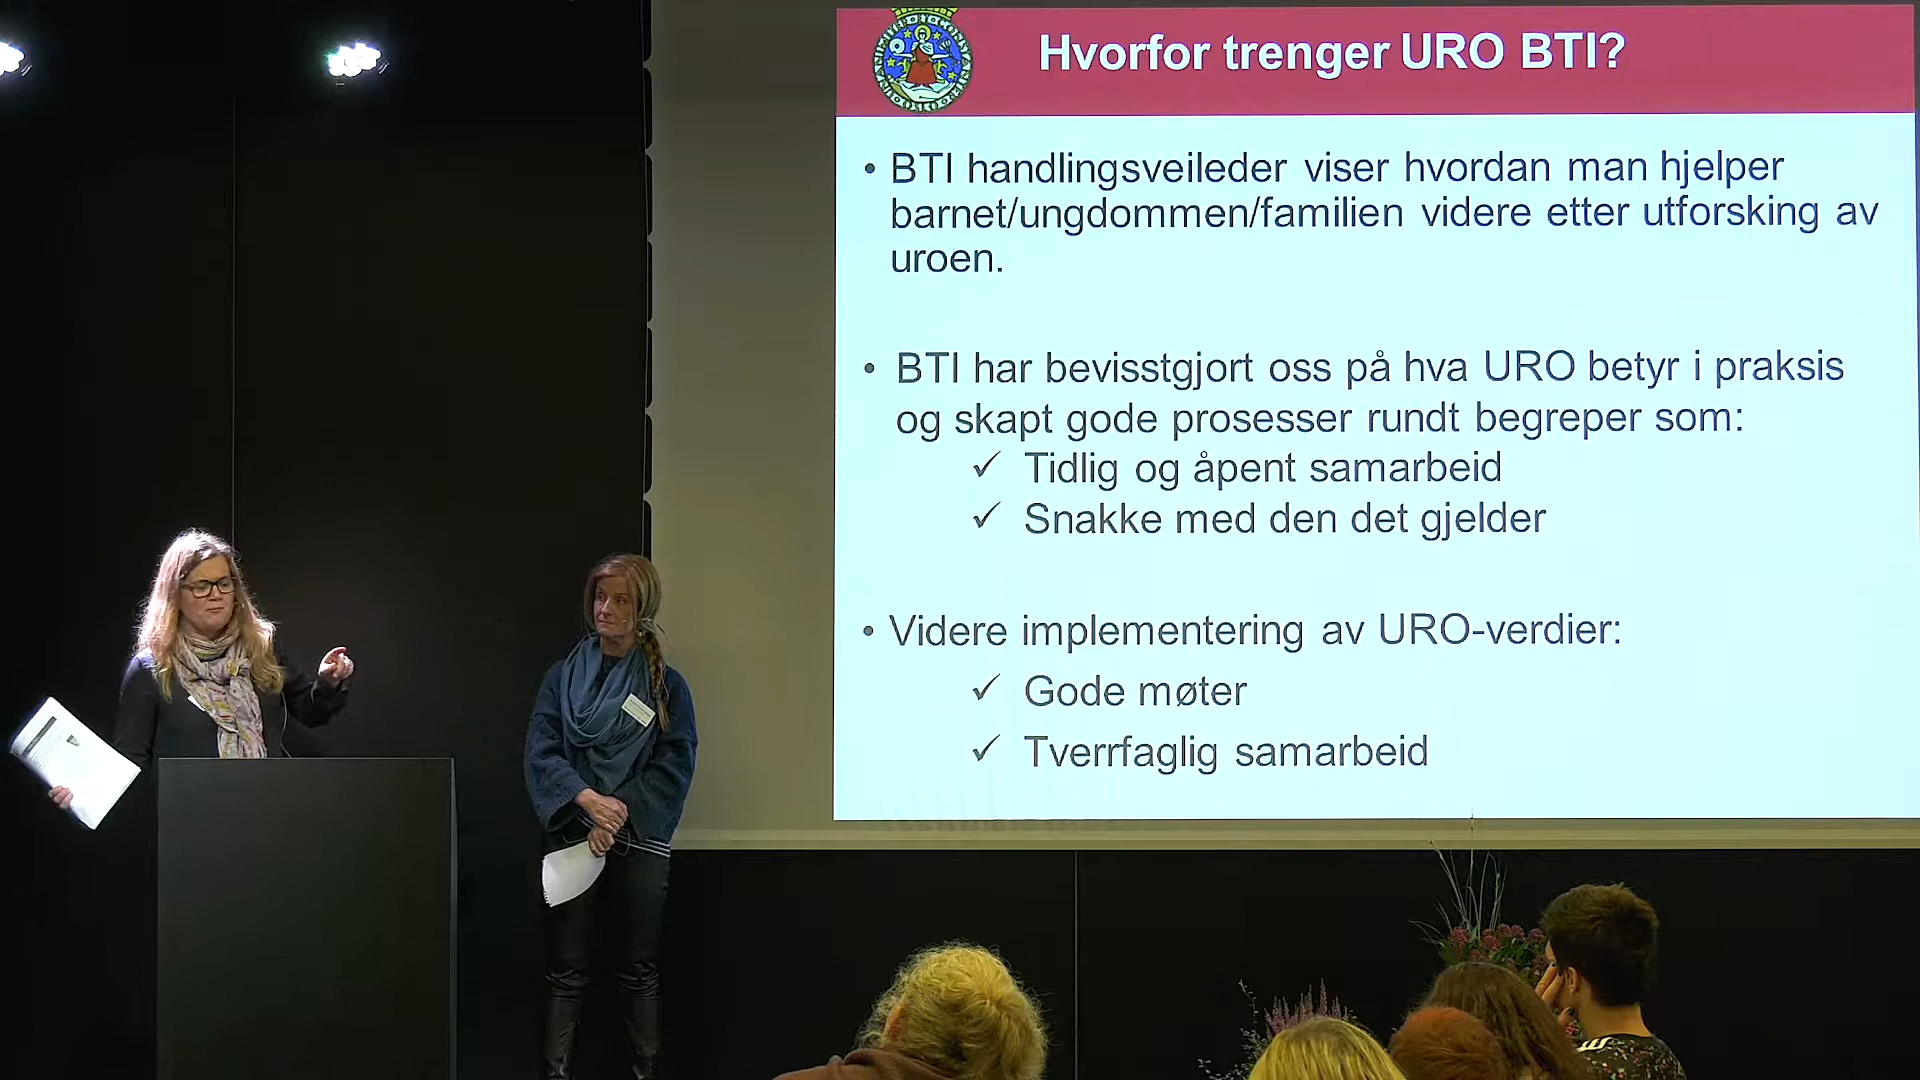 Hvorfor trenger URO BTI?
• BTI handlingsveileder viser hvordan man hjelper
barnet/ungdommen/familien videre etter utforsking av
uroen.
• BTI har bevisstgjort oss på hva URO betyr i praksis
og skapt gode prosesser rundt begreper som:
✓ Tidlig og åpent samarbeid
✓ Snakke med den det gjelder
• Videre implementering av URO-verdier:
✓ Gode møter
✓ Tverrfaglig samarbeid